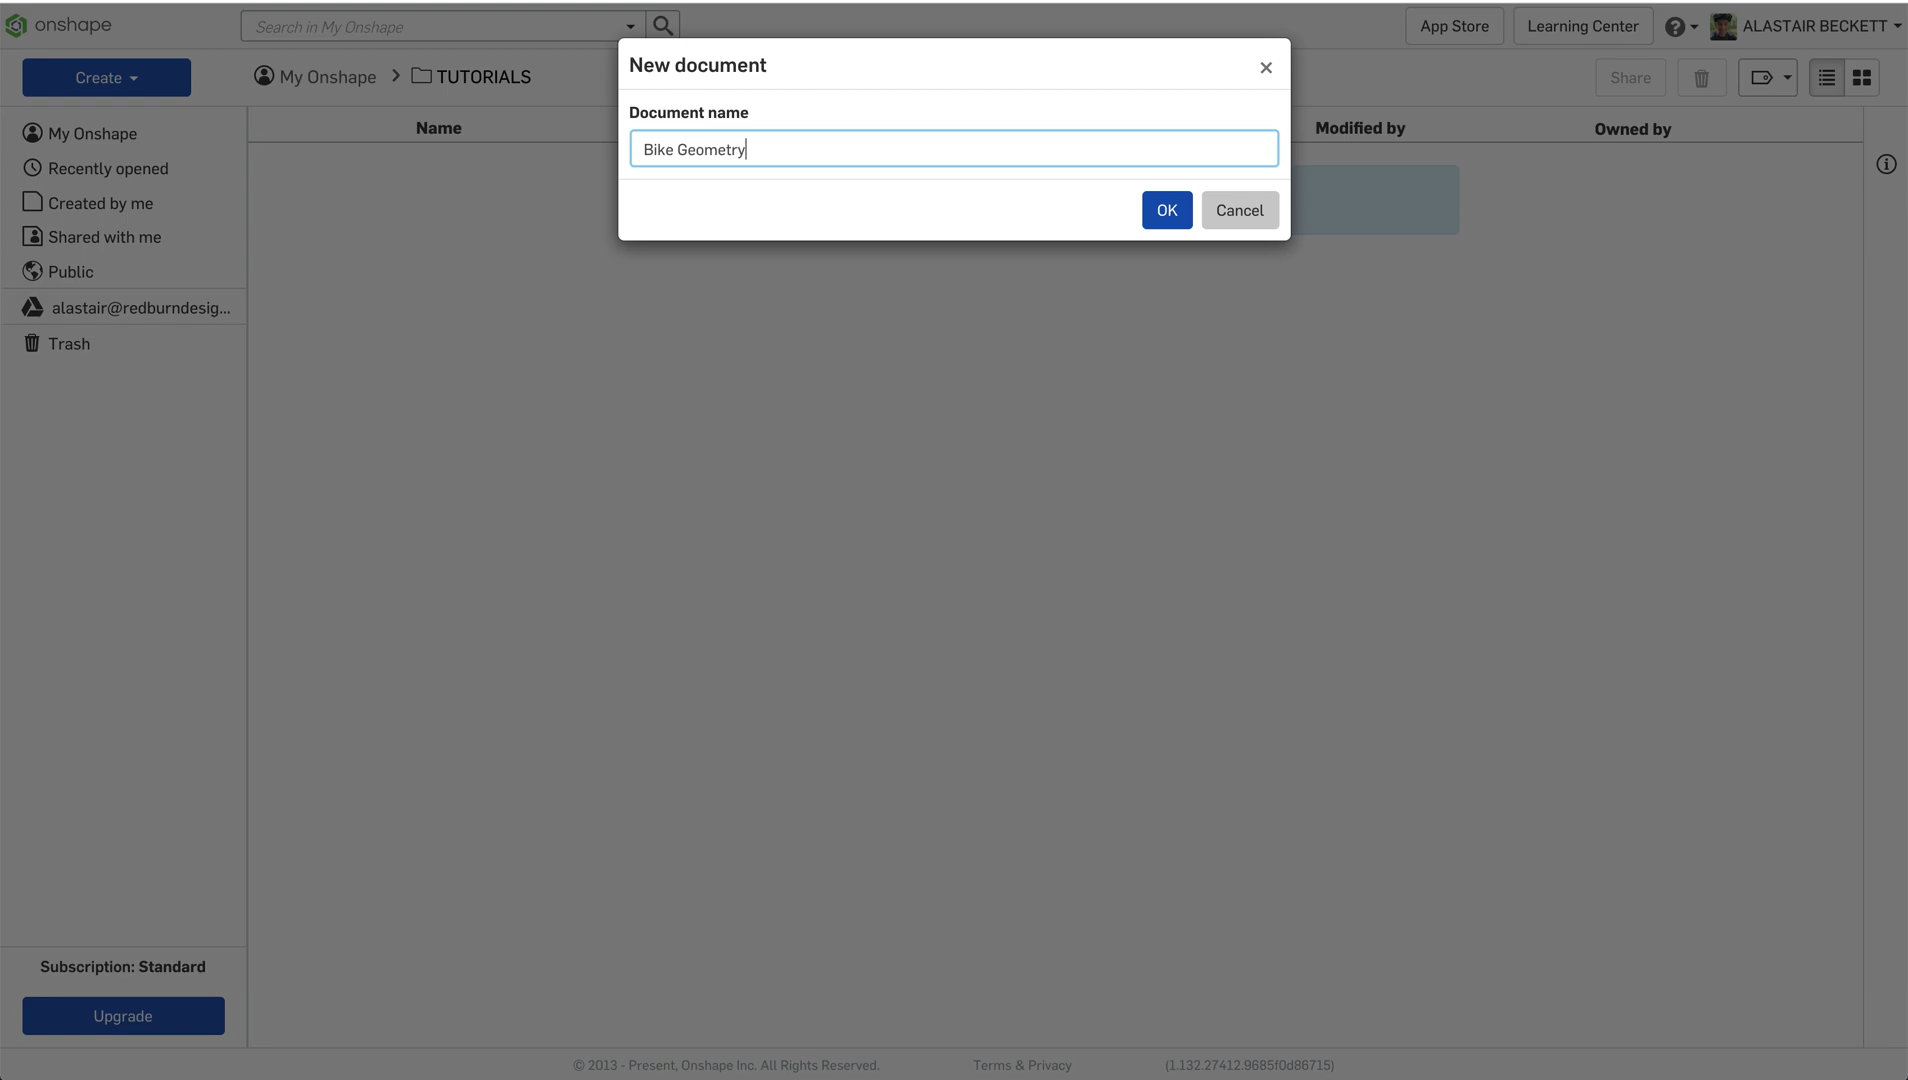 onshape
Search in My Onshape
App Store
Learning Center
ALASTAIR BECKETT
Create
My Onshape
TUTORIALS
New document
Share
Document name
Name
Modified by
Owned by
Bike Geometry
OK
Cancel
My Onshape
Recently opened
Created by me
Shared with me
Public
alastair@redburndesig...
Trash
Subscription: Standard
Upgrade
© 2013 - Present, Onshape Inc. All Rights Reserved.
Terms & Privacy
(1.132.27412.9685f0d86715)